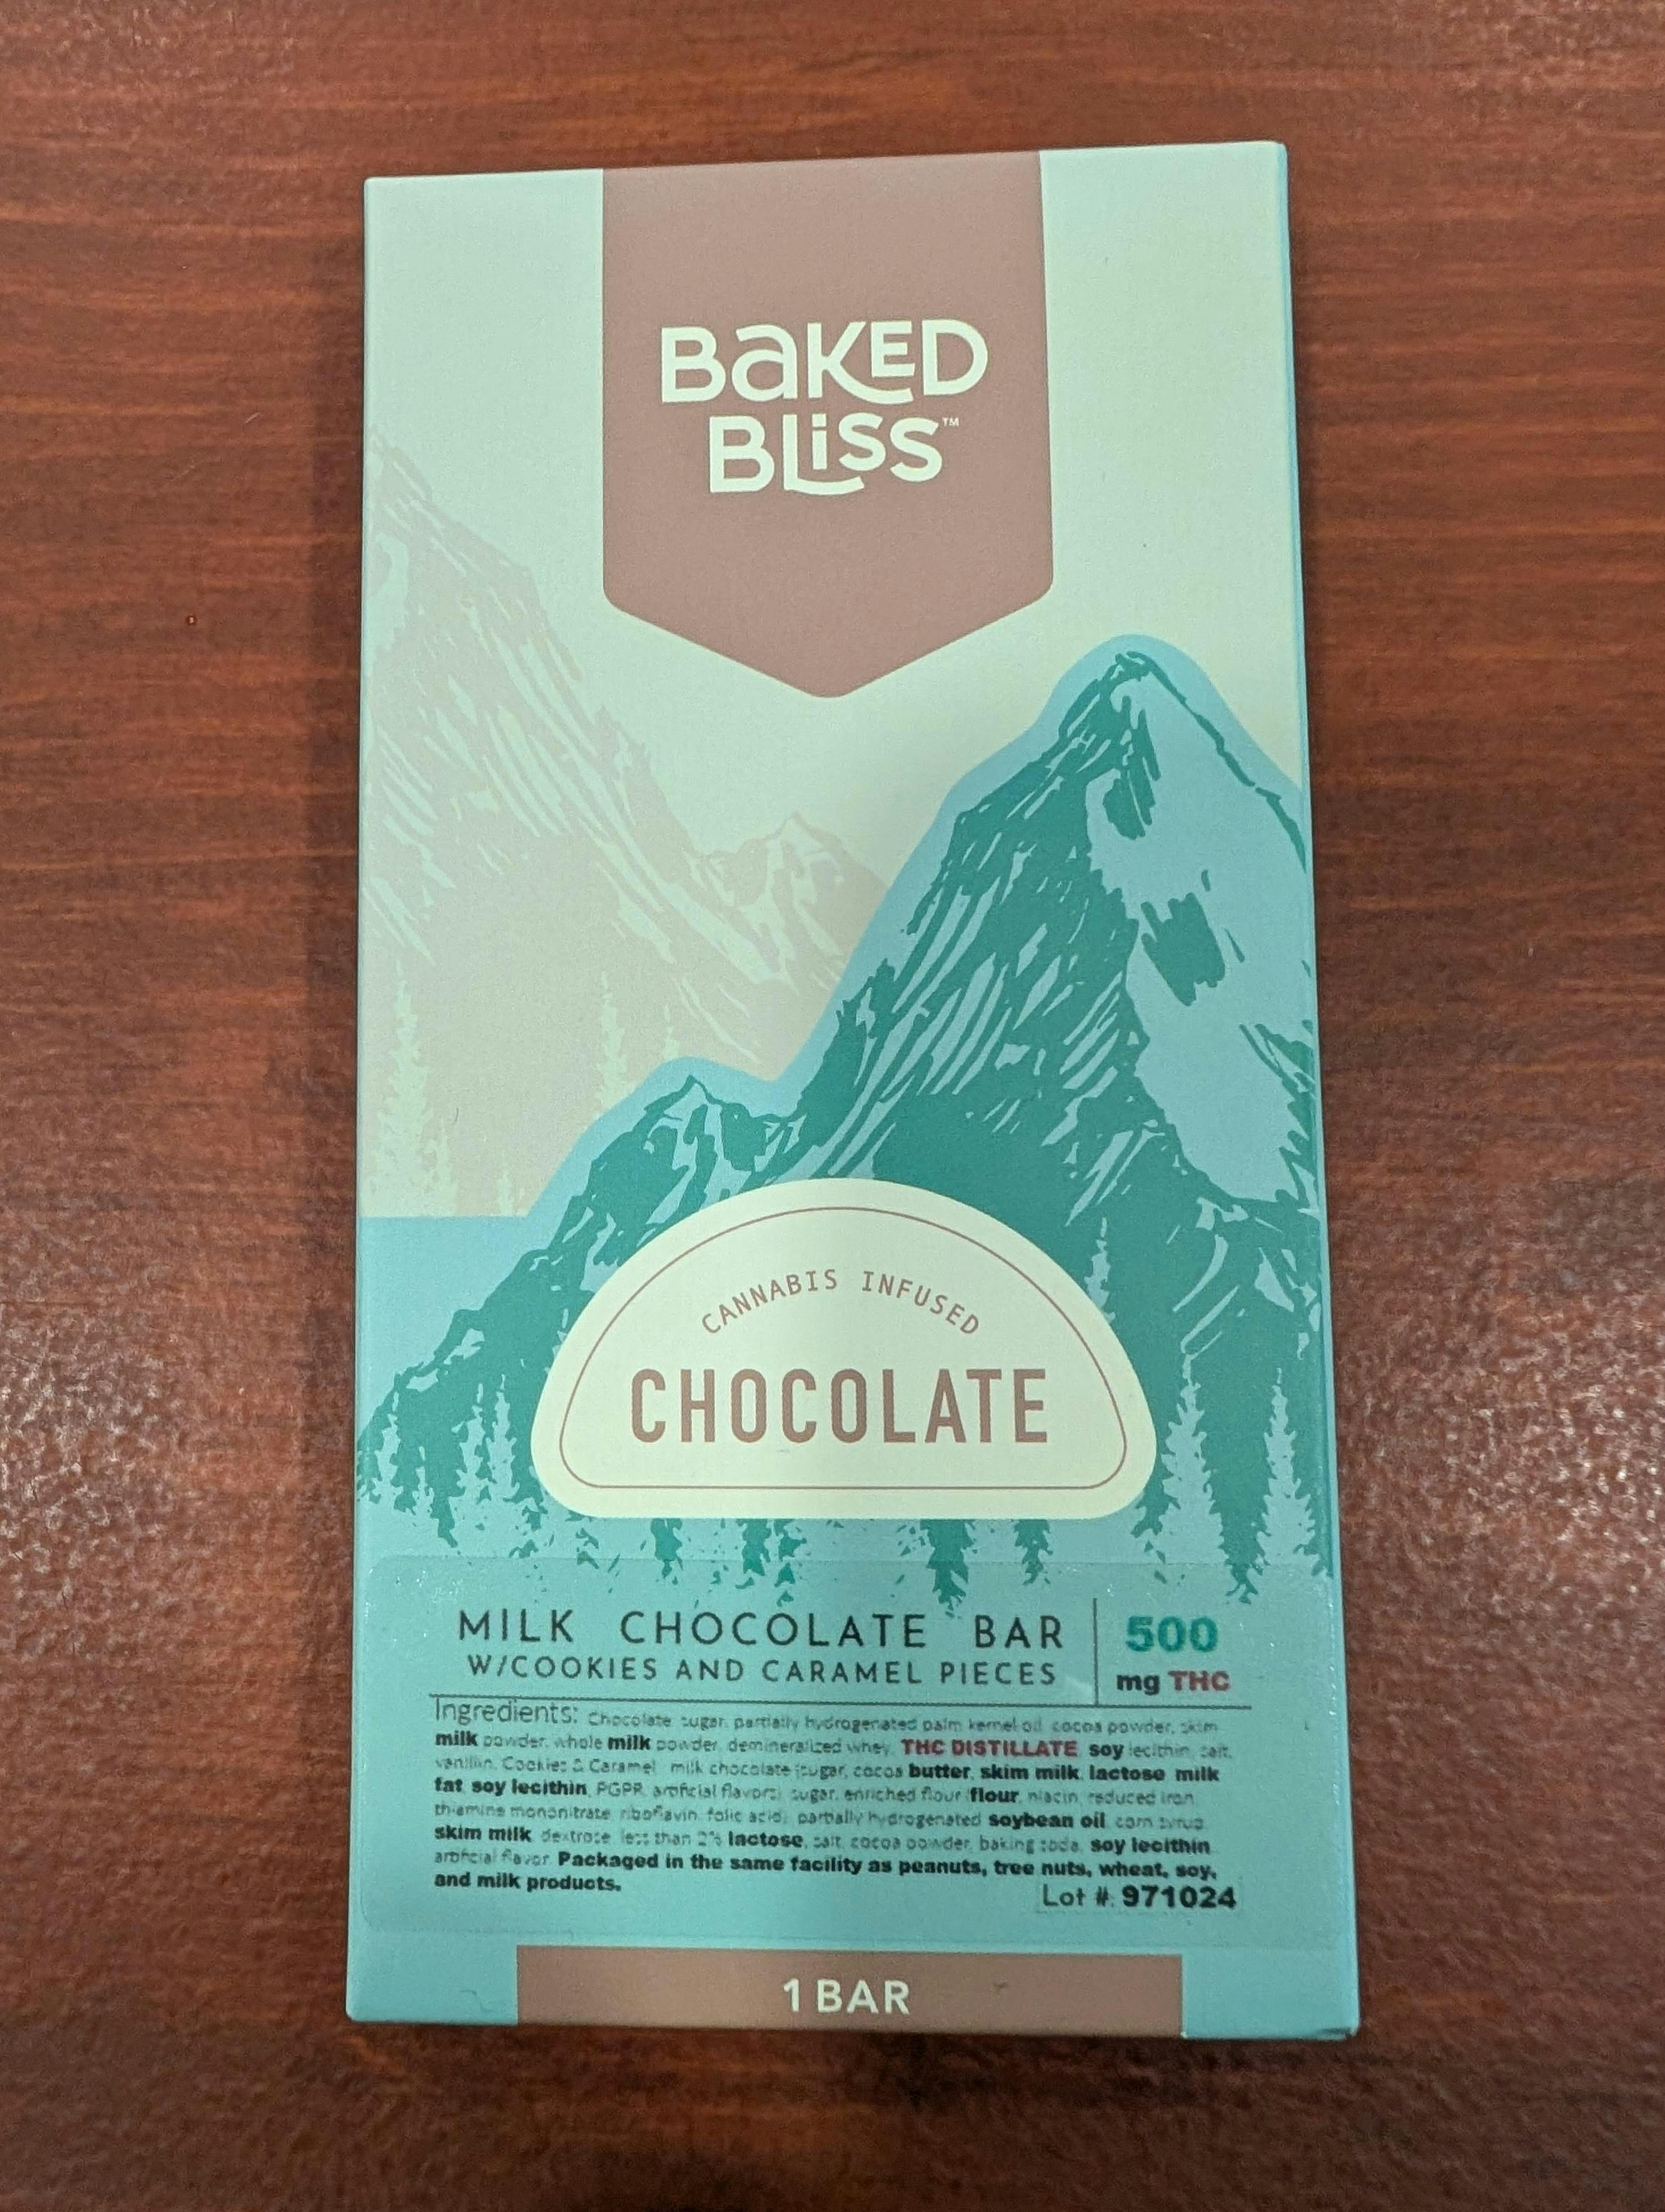 BAKED
BLISS™
CANNABIS INFUSED
CHOCOLATE
MILK CHOCOLATE BAR
W/COOKIES AND CARAMEL PIECES
500
mg THC
Ingredients: Chocolate sugar, partially hydrogenated palm kernel oil, cocoa powder, skim
milk powder, whole milk powder, demineralized whey, THC DISTILLATE, soy lecithin, salt,
vanillin. Cookies & Caramel: milk chocolate (sugar, cocoa butter, skim milk, lactose, milk
fat, soy lecithin, PGPR, artificial flavors) sugar, enriched flour (flour, niacin, reduced iron,
thiamine mononitrate, riboflavin, folic acid), partially hydrogenated soybean oil, corn syrup,
skim milk, dextrose, less than 2% lactose, salt, cocoa powder, baking soda, soy lecithin,
artificial flavor. Packaged in the same facility as peanuts, tree nuts, wheat, soy,
and milk products.
Lot #: 971024
1 BAR